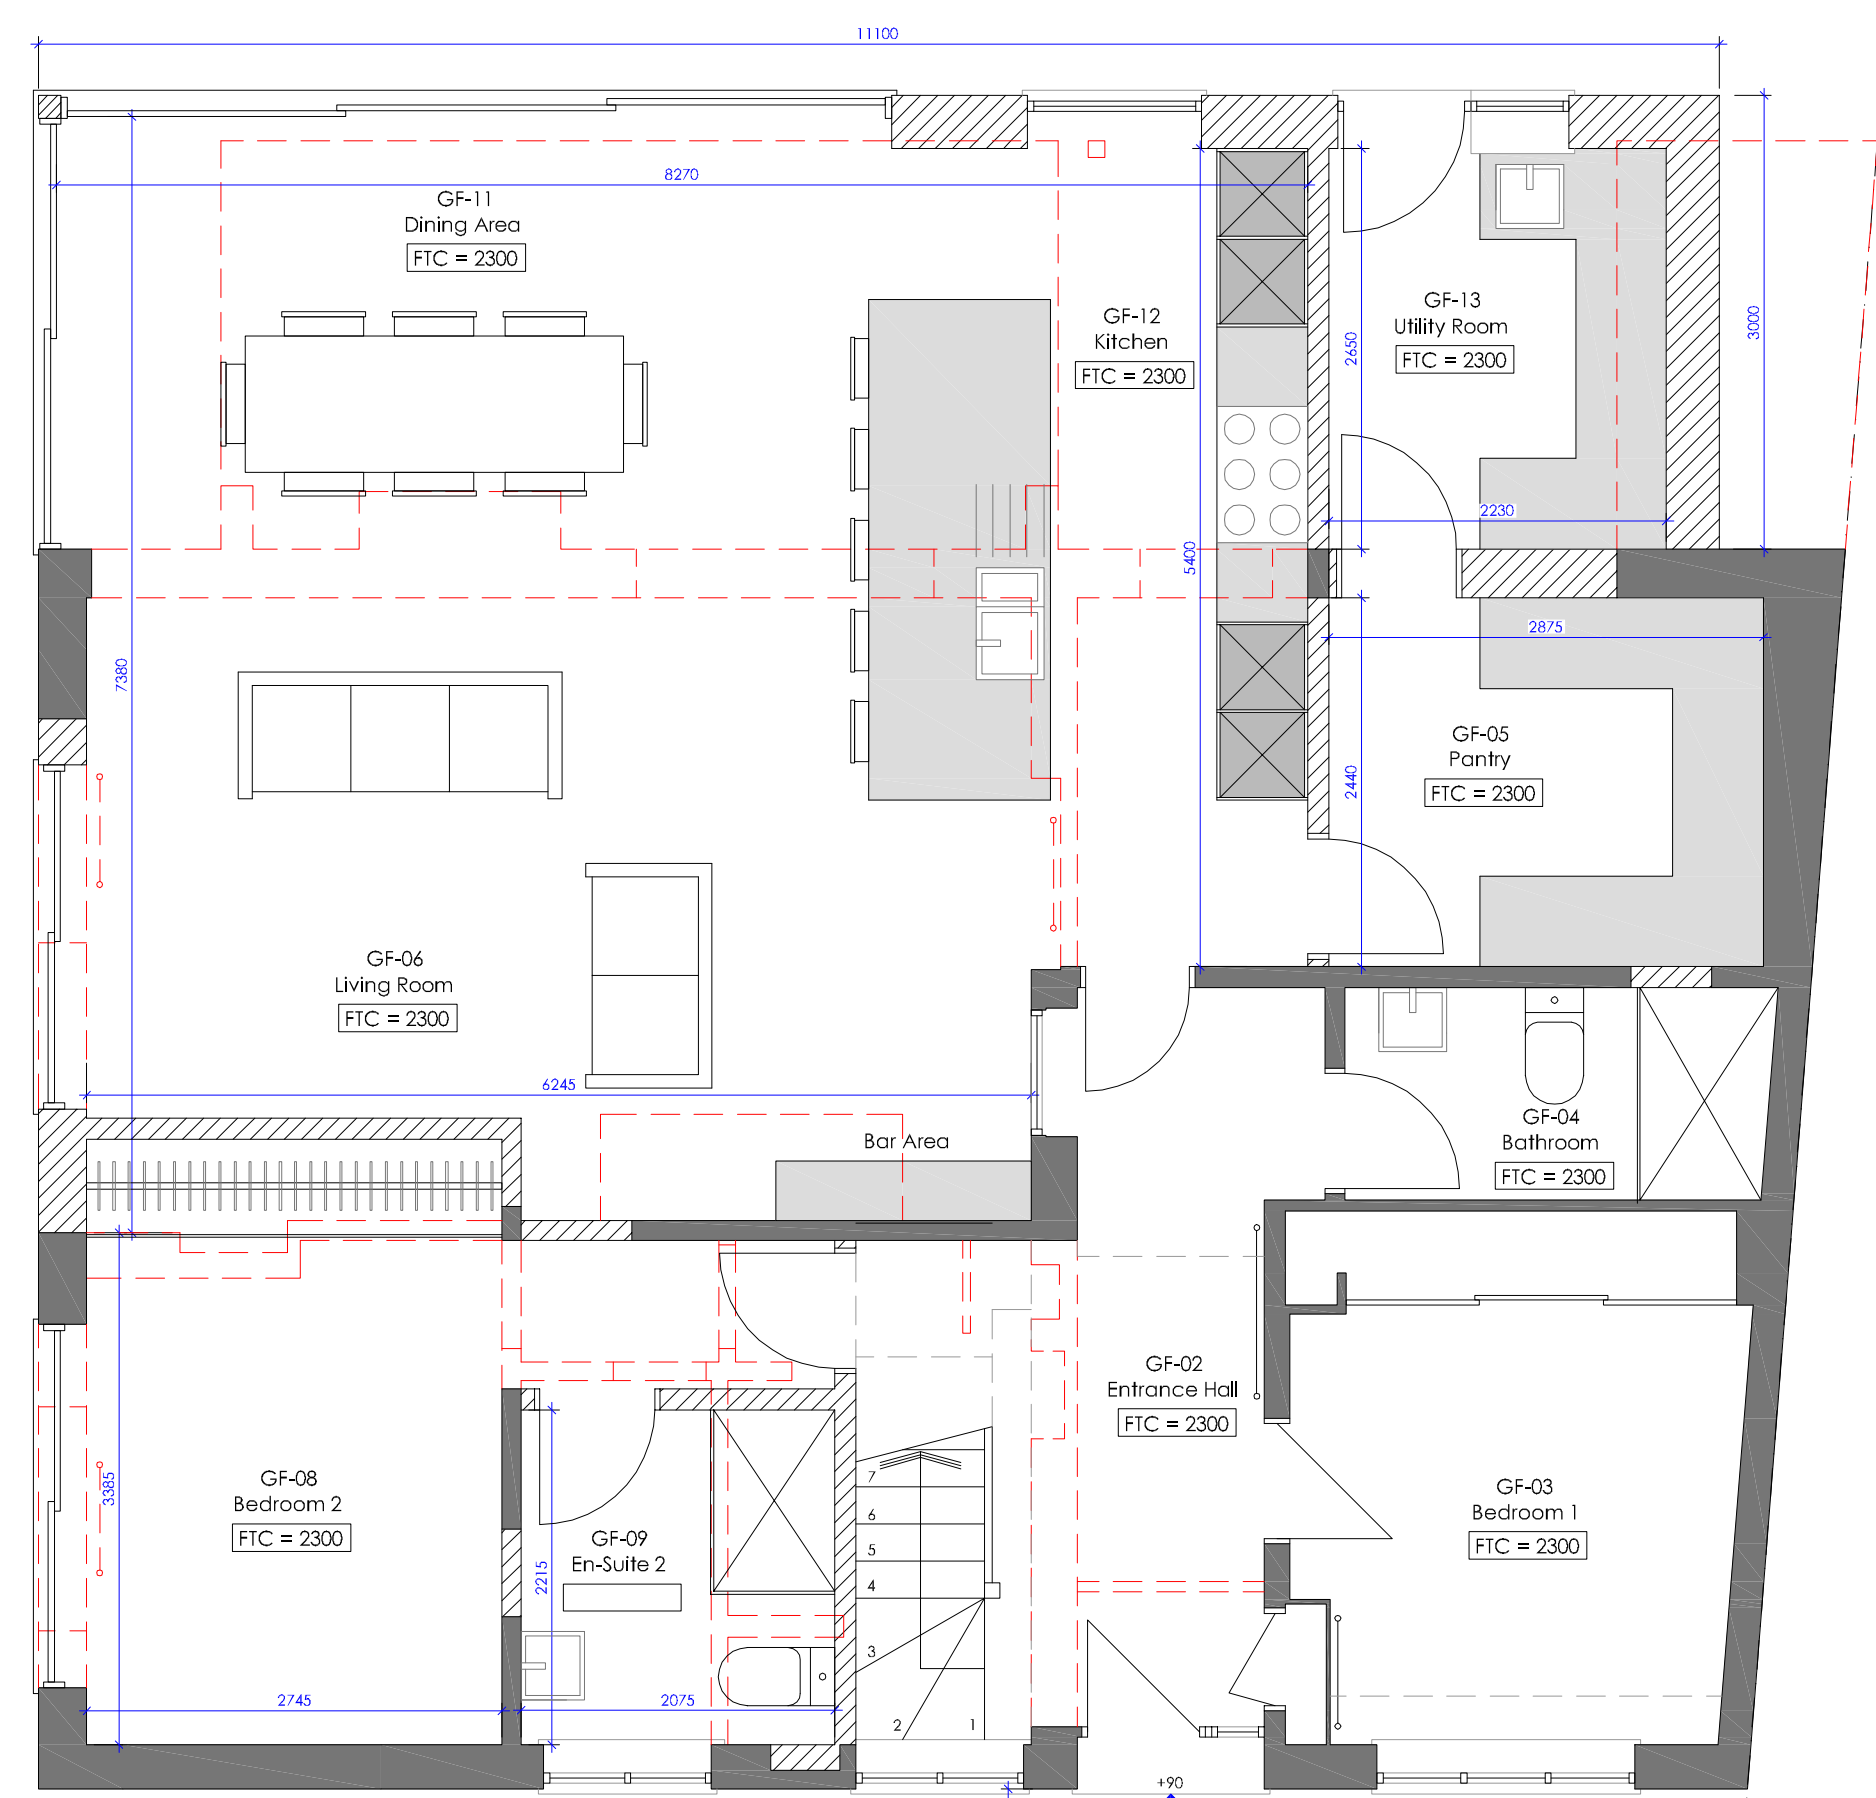 11100
8270
GF-11
Dining Area
FTC = 2300
GF-12
Kitchen
FTC = 2300
GF-13
Utility Room
FTC = 2300
2650
3000
2230
5400
7380
2875
GF-05
Pantry
FTC = 2300
2440
GF-06
Living Room
FTC = 2300
6245
Bar Area
GF-04
Bathroom
FTC = 2300
GF-02
Entrance Hall
FTC = 2300
GF-08
Bedroom 2
FTC = 2300
3385
GF-09
En-Suite 2
2215
7
6
5
4
3
2
1
GF-03
Bedroom 1
FTC = 2300
2745
2075
+90